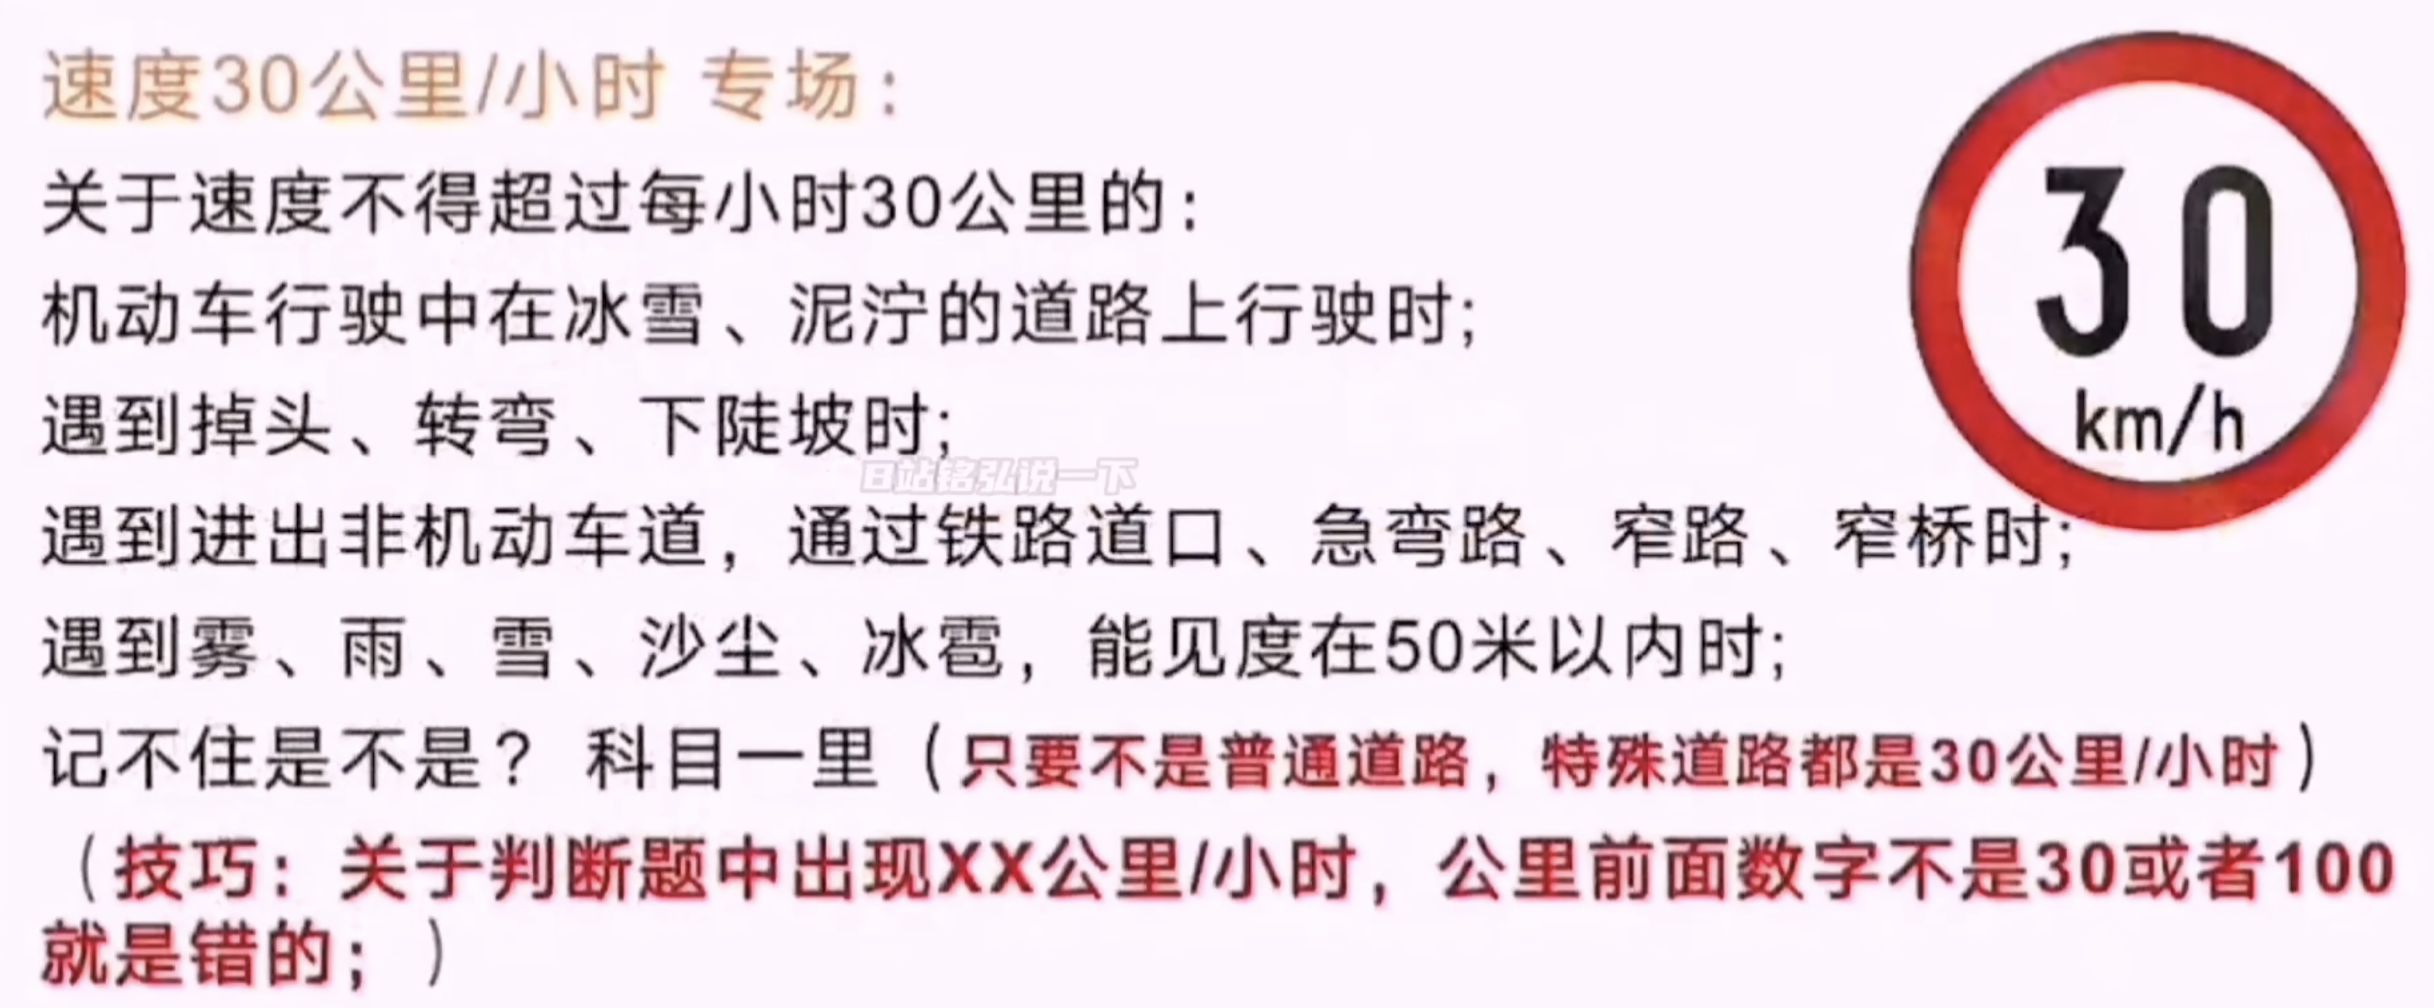 速度30公里/小时 专场：
关于速度不得超过每小时30公里的：
机动车行驶中在冰雪、泥泞的道路上行驶时；
遇到掉头、转弯、下陡坡时；
遇到进出非机动车道，通过铁路道口、急弯路、窄路、窄桥时；
遇到雾、雨、雪、沙尘、冰雹，能见度在50米以内时；
记不住是不是？ 科目一里（只要不是普通道路，特殊道路都是30公里/小时）
（技巧：关于判断题中出现XX公里/小时，公里前面数字不是30或者100
就是错的；）
30
km/h
B站铭弘说一下